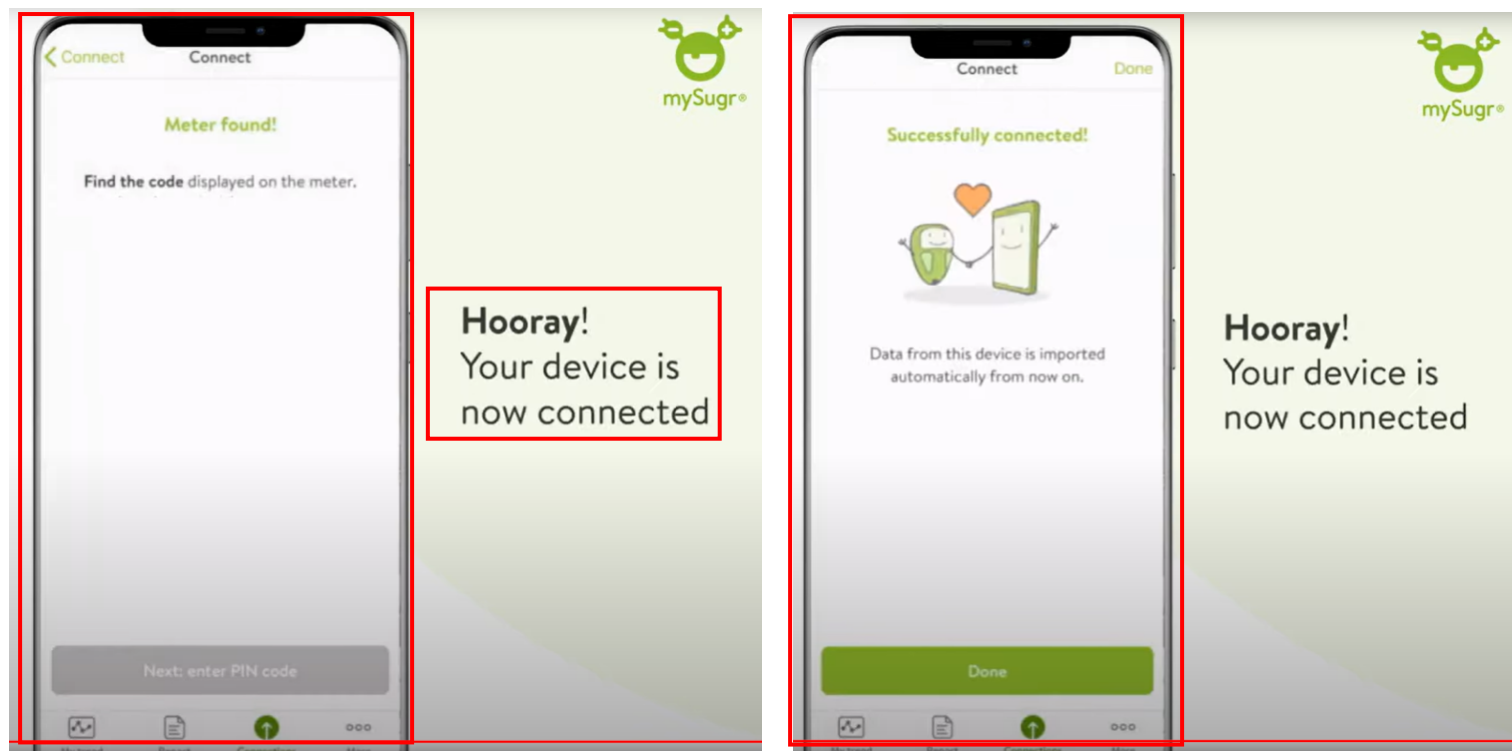 Connect Connect
Meter found!
Find the code displayed on the meter.
Next: enter PIN code
mySugr®
Hooray!
Your device is
now connected
Connect Done
Successfully connected!
Data from this device is imported
automatically from now on.
Done
mySugr®
Hooray!
Your device is
now connected